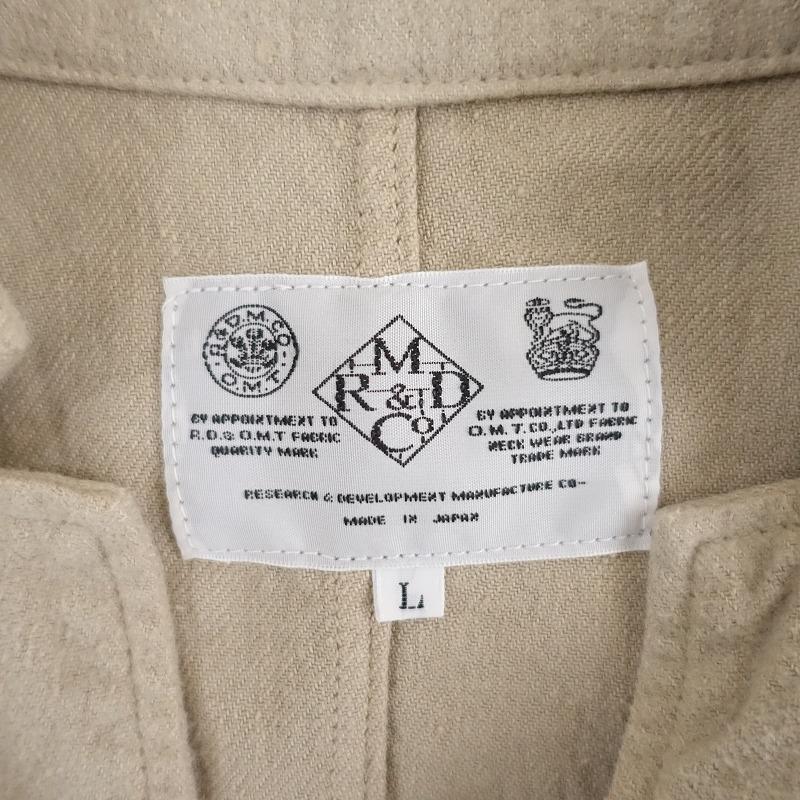 R.&D.M.CO.
O.M.T.
M
R & D
Co
BY APPOINTMENT TO
R.D.& O.M.T FABRIC
QUARITY MARK
BY APPOINTMENT TO
O.M.T.CO.,LTD FABRIC
NECK WEAR BRAND
TRADE MARK
RESEARCH & DEVELOPMENT MANUFACTURE CO-
MADE IN JAPAN
L